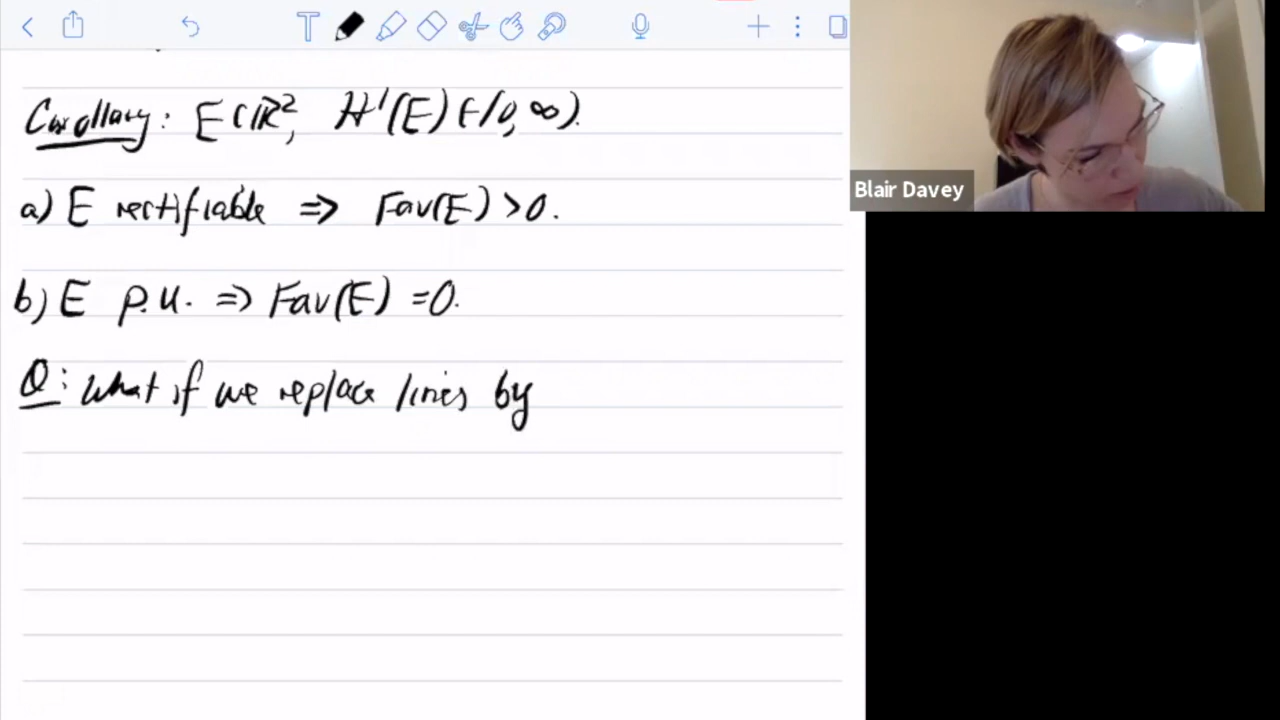 Corollary: E⊂ℝ², H¹(E)∈(0,∞).
a) E rectifiable ⇒ Fav(E)>0.
b) E p.u. ⇒ Fav(E)=0.
Q: What if we replace lines by
Blair Davey